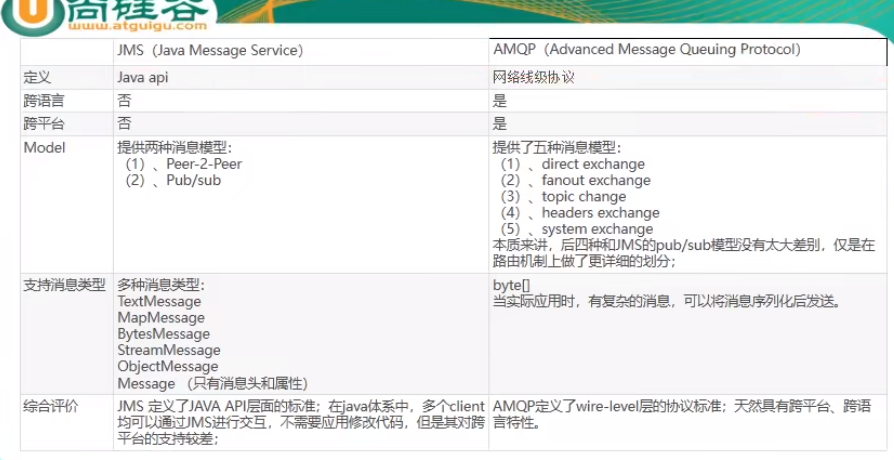 尚硅谷
www.atguigu.com
JMS（Java Message Service） AMQP（Advanced Message Queuing Protocol）
定义 Java api 网络线级协议
跨语言 否 是
跨平台 否 是
Model 提供两种消息模型： 提供了五种消息模型：
（1）、Peer-2-Peer （1）、direct exchange
（2）、Pub/sub （2）、fanout exchange
（3）、topic change
（4）、headers exchange
（5）、system exchange
本质来讲，后四种和JMS的pub/sub模型没有太大差别，仅是在
路由机制上做了更详细的划分；
支持消息类型 多种消息类型： byte[]
TextMessage 当实际应用时，有复杂的消息，可以将消息序列化后发送。
MapMessage
BytesMessage
StreamMessage
ObjectMessage
Message （只有消息头和属性）
综合评价 JMS 定义了JAVA API层面的标准；在java体系中，多个client AMQP定义了wire-level层的协议标准；天然具有跨平台、跨语
均可以通过JMS进行交互，不需要应用修改代码，但是其对跨 言特性。
平台的支持较差；